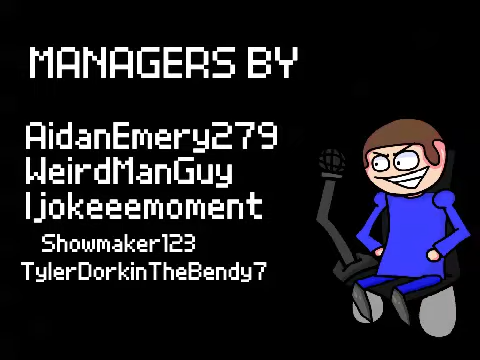 MANAGERS BY
AidanEmery279
WeirdManGuy
Ijokeeemoment
Showmaker123
TylerDorkinTheBendy7